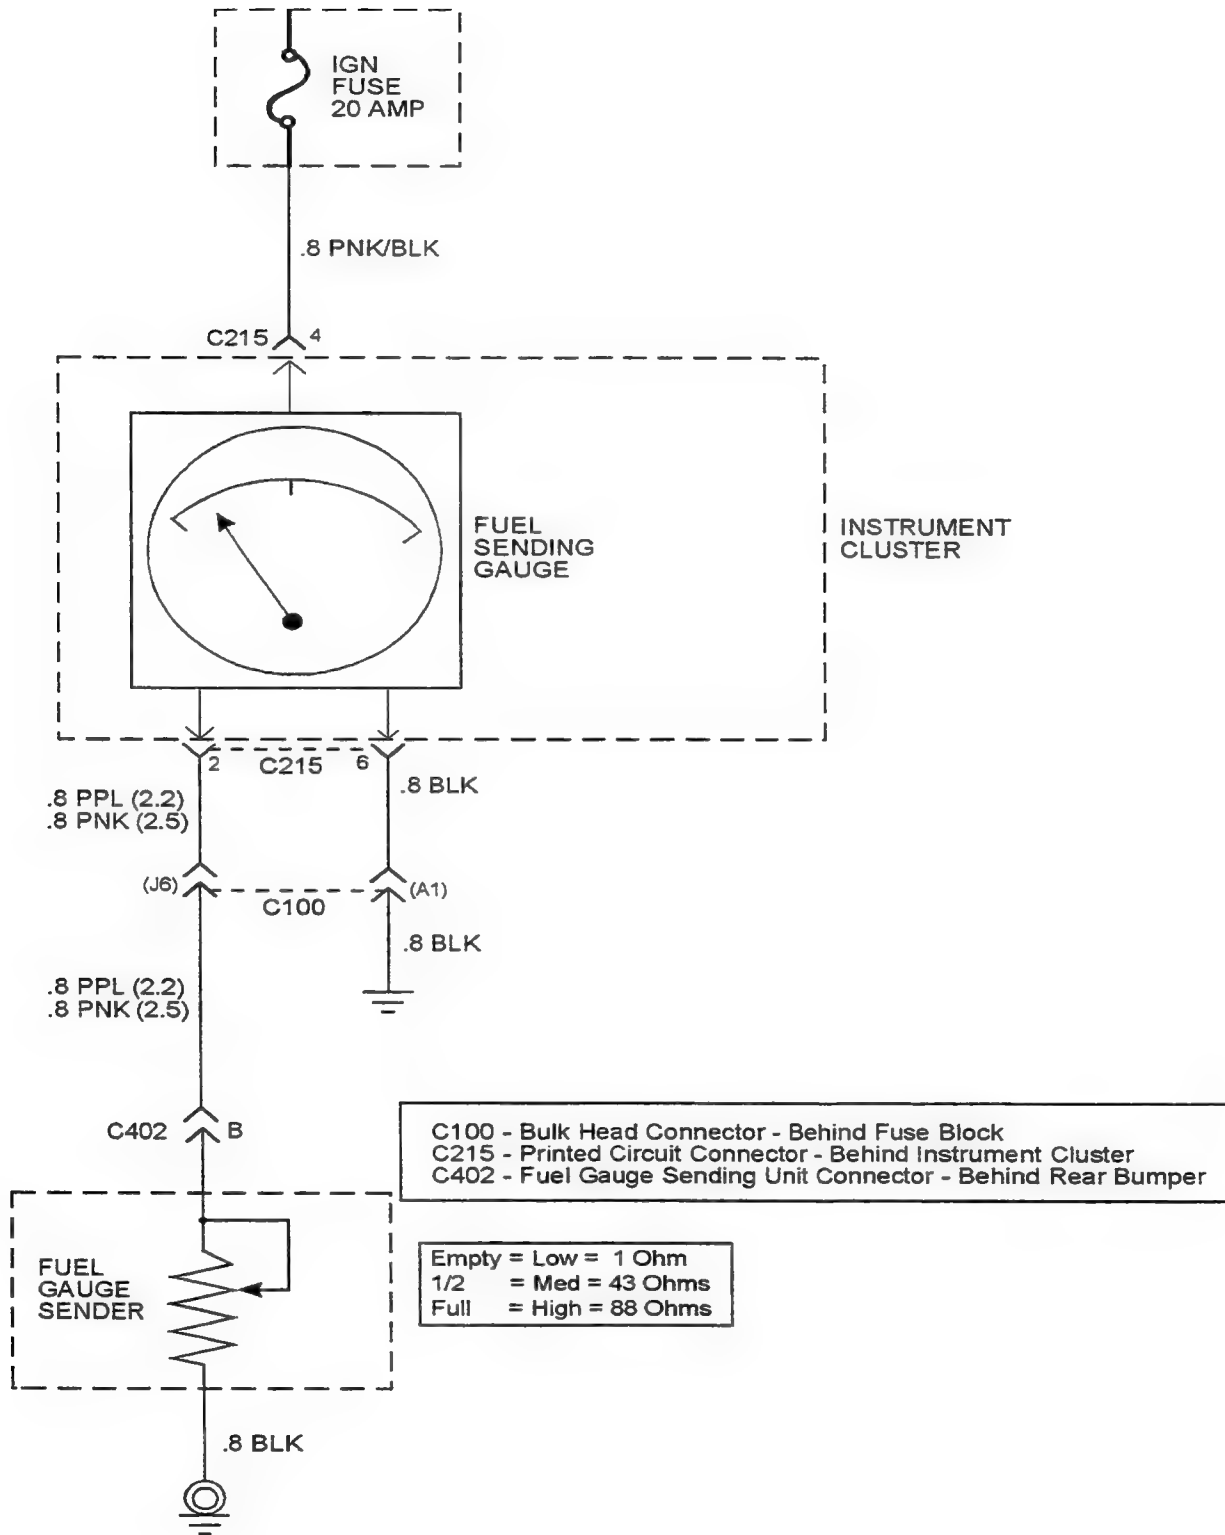 IGN
FUSE
20 AMP
.8 PNK/BLK
C215 4
FUEL
SENDING
GAUGE
INSTRUMENT
CLUSTER
2 C215 6
.8 PPL (2.2)
.8 PNK (2.5)
.8 BLK
(J6) C100 (A1)
.8 BLK
.8 PPL (2.2)
.8 PNK (2.5)
C402 B
C100 - Bulk Head Connector - Behind Fuse Block
C215 - Printed Circuit Connector - Behind Instrument Cluster
C402 - Fuel Gauge Sending Unit Connector - Behind Rear Bumper
FUEL
GAUGE
SENDER
Empty = Low = 1 Ohm
1/2 = Med = 43 Ohms
Full = High = 88 Ohms
.8 BLK